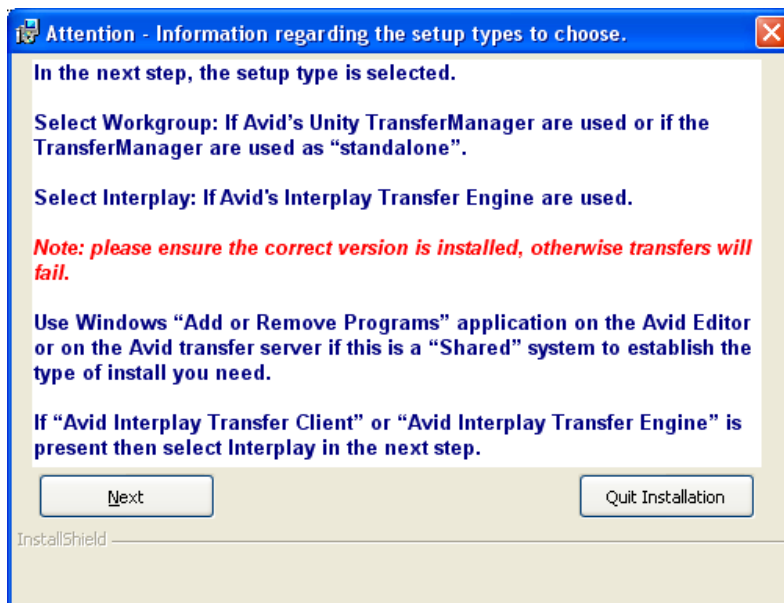 Attention - Information regarding the setup types to choose.
In the next step, the setup type is selected.
Select Workgroup: If Avid's Unity TransferManager are used or if the
TransferManager are used as “standalone”.
Select Interplay: If Avid's Interplay Transfer Engine are used.
Note: please ensure the correct version is installed, otherwise transfers will
fail.
Use Windows “Add or Remove Programs” application on the Avid Editor
or on the Avid transfer server if this is a “Shared” system to establish the
type of install you need.
If “Avid Interplay Transfer Client” or “Avid Interplay Transfer Engine” is
present then select Interplay in the next step.
Next
Quit Installation
InstallShield